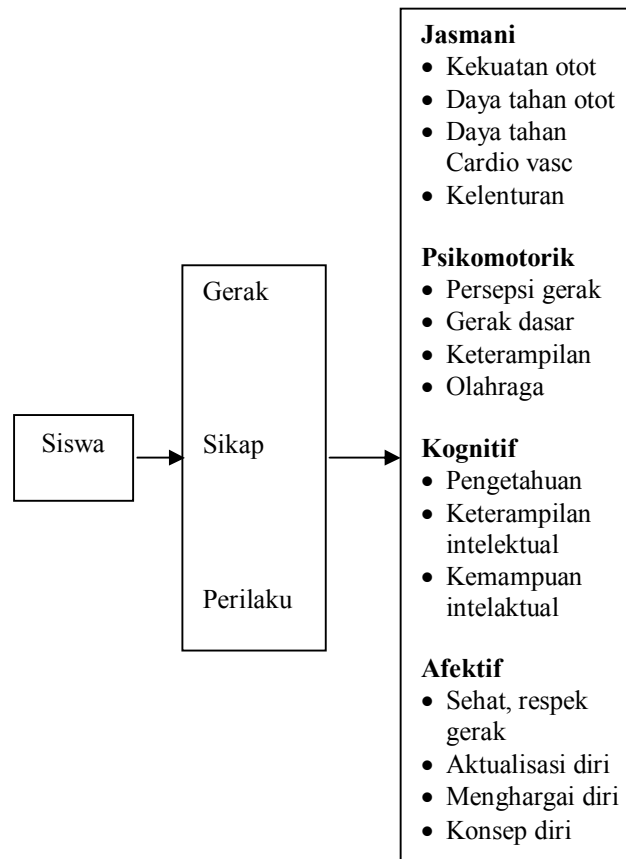 Siswa
Gerak
Sikap
Perilaku
Jasmani
• Kekuatan otot
• Daya tahan otot
• Daya tahan
Cardio vasc
• Kelenturan
Psikomotorik
• Persepsi gerak
• Gerak dasar
• Keterampilan
• Olahraga
Kognitif
• Pengetahuan
• Keterampilan
intelektual
• Kemampuan
intelaktual
Afektif
• Sehat, respek
gerak
• Aktualisasi diri
• Menghargai diri
• Konsep diri